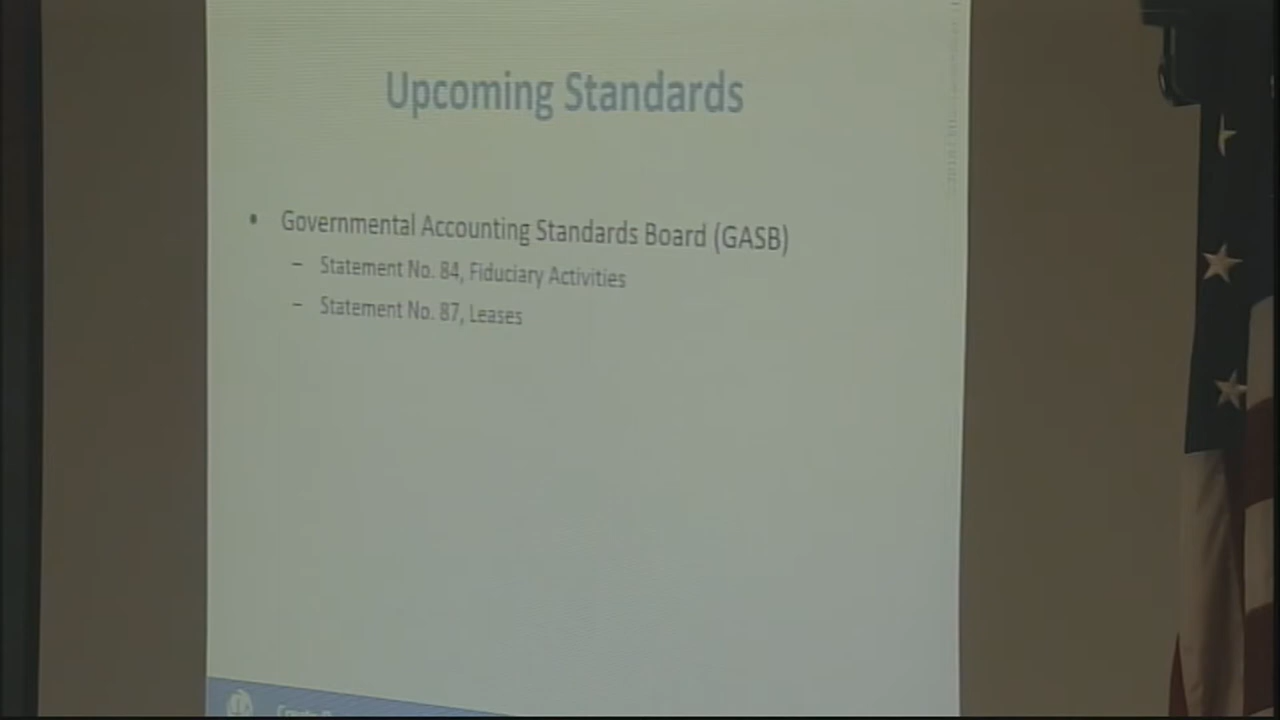 Upcoming Standards
• Governmental Accounting Standards Board (GASB)
– Statement No. 84, Fiduciary Activities
– Statement No. 87, Leases